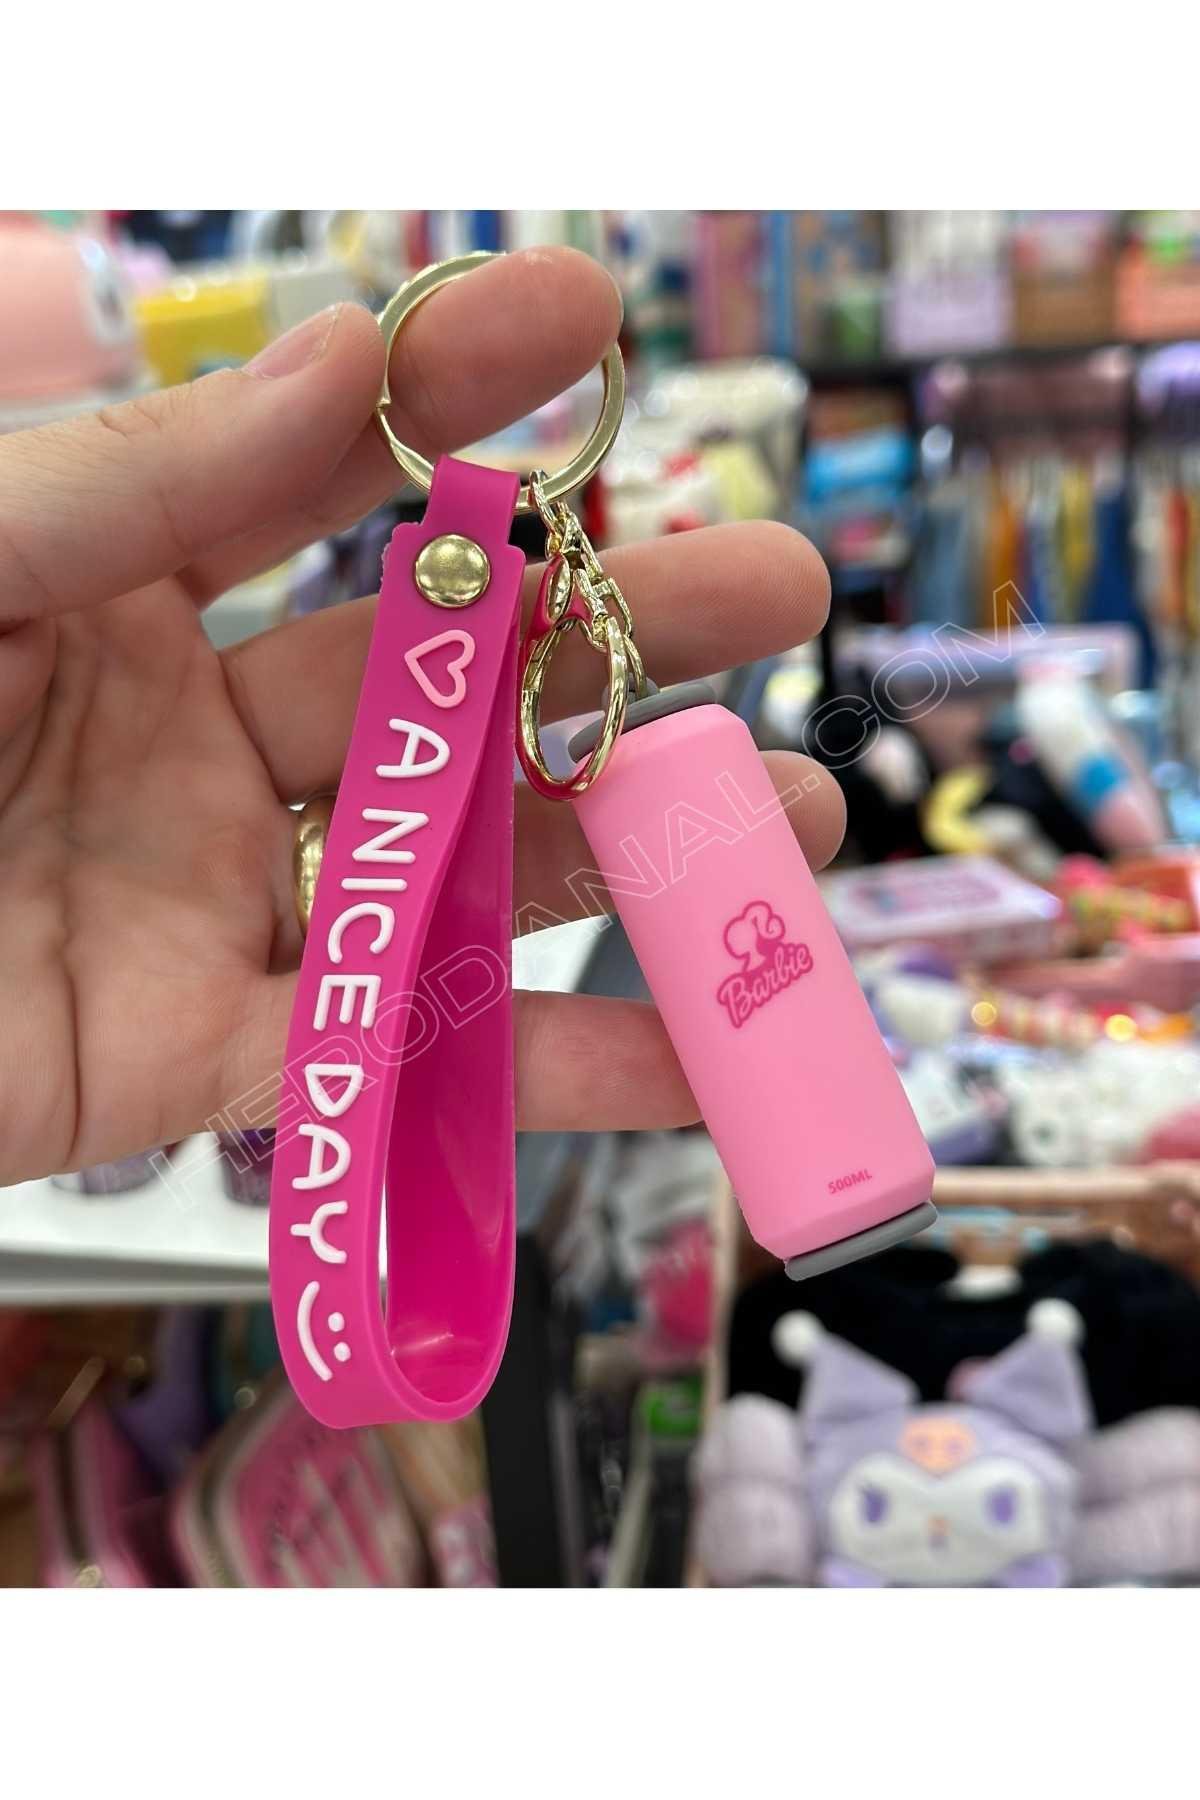 ♡ A NICE DAY
Barbie
500ML
HERODANAL.COM